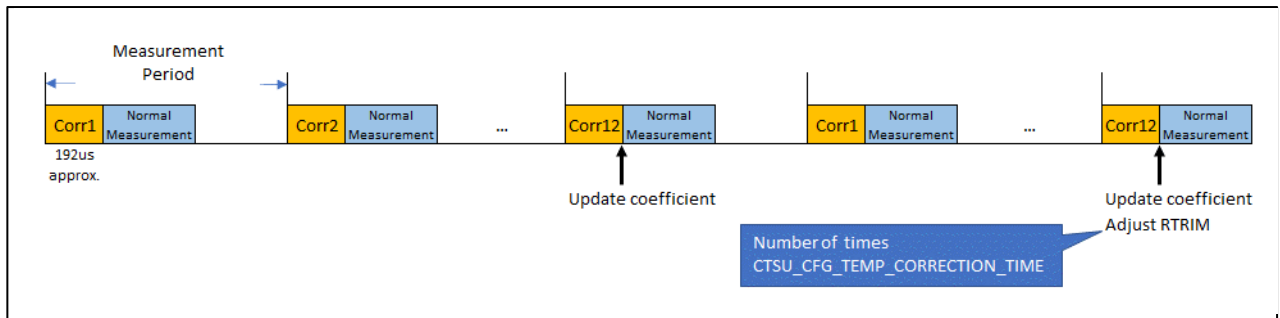 Measurement
Period
Corr1
Normal
Measurement
Corr2
Normal
Measurement
...
Corr12
Normal
Measurement
Corr1
Normal
Measurement
...
Corr12
Normal
Measurement
192us
approx.
Update coefficient
Update coefficient
Adjust RTRIM
Number of times
CTSU_CFG_TEMP_CORRECTION_TIME